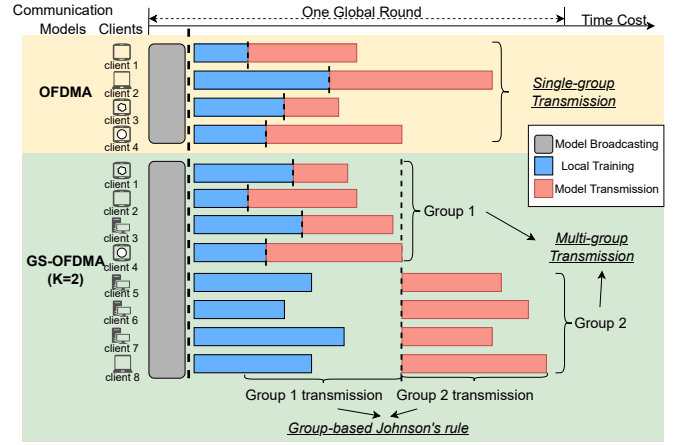 Communication
Models Clients
One Global Round
Time Cost
OFDMA
client 1
client 2
client 3
client 4
Single-group
Transmission
Model Broadcasting
Local Training
Model Transmission
GS-OFDMA
(K=2)
client 1
client 2
client 3
client 4
client 5
client 6
client 7
client 8
Group 1
Multi-group
Transmission
Group 2
Group 1 transmission
Group 2 transmission
Group-based Johnson's rule